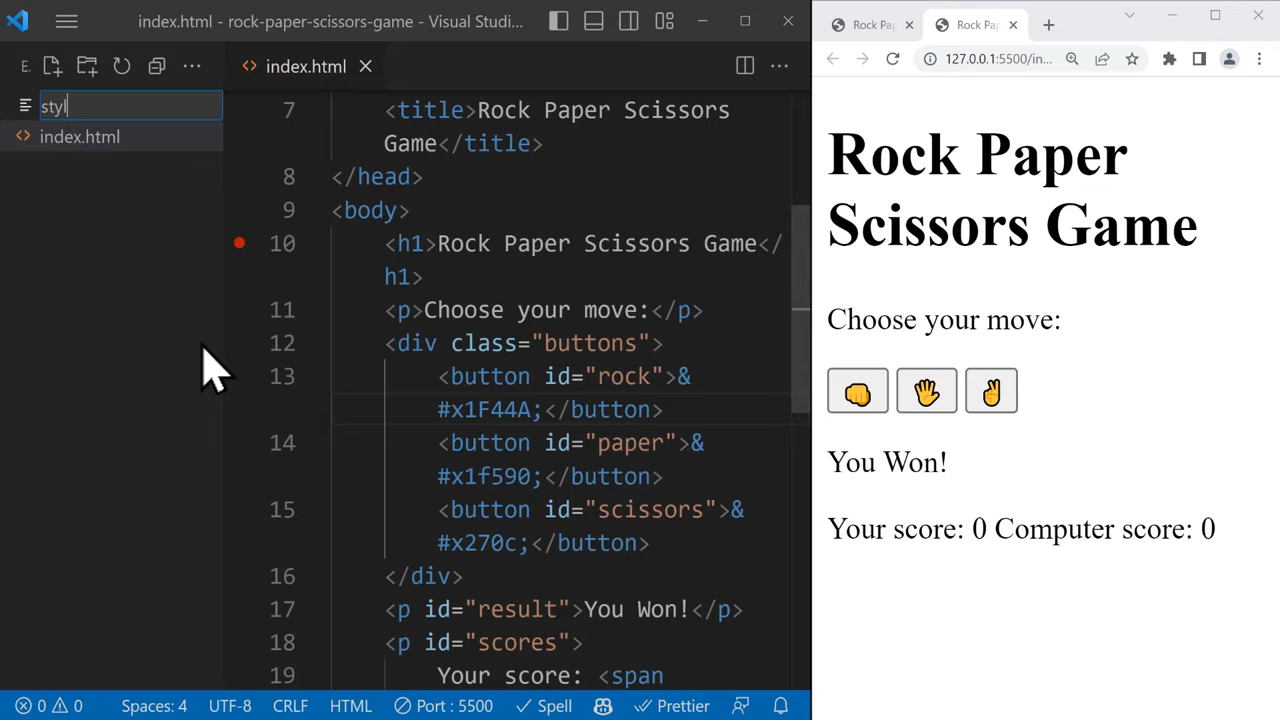 index.html - rock-paper-scissors-game - Visual Studi...
E.
index.html
styl
index.html
7 <title>Rock Paper Scissors
Game</title>
8 </head>
9 <body>
10 <h1>Rock Paper Scissors Game</
h1>
11 <p>Choose your move:</p>
12 <div class="buttons">
13 <button id="rock">&
#x1F44A;</button>
14 <button id="paper">&
#x1f590;</button>
15 <button id="scissors">&
#x270c;</button>
16 </div>
17 <p id="result">You Won!</p>
18 <p id="scores">
19 Your score: <span
0 0 Spaces: 4 UTF-8 CRLF HTML Port : 5500 Spell Prettier
Rock Pap
Rock Pap
127.0.0.1:5500/in...
Rock Paper
Scissors Game
Choose your move:
You Won!
Your score: 0 Computer score: 0